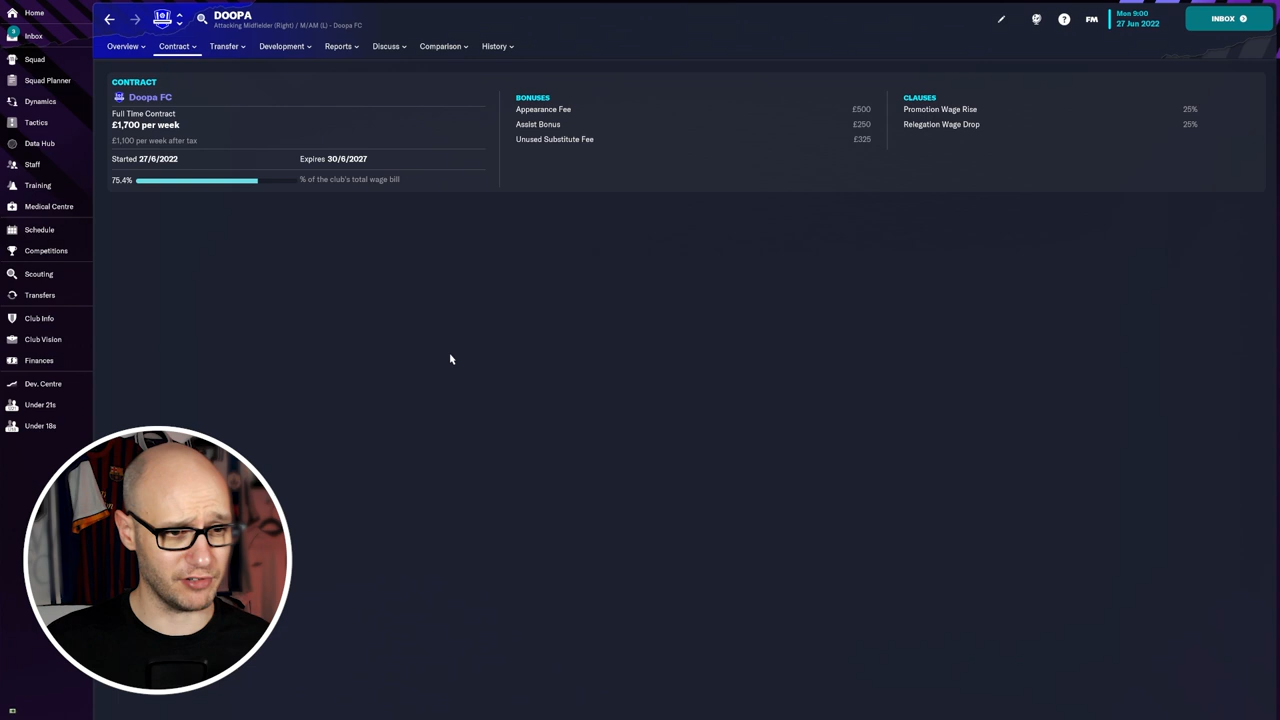 Home
3
Inbox
Squad
Squad Planner
Dynamics
Tactics
Data Hub
Staff
Training
Medical Centre
Schedule
Competitions
Scouting
Transfers
Club Info
Club Vision
Finances
Dev. Centre
Under 21s
Under 18s
DOOPA
Attacking Midfielder (Right) / M/AM (L) - Doopa FC
FM
Mon 9:00
27 Jun 2022
INBOX
Overview
Contract
Transfer
Development
Reports
Discuss
Comparison
History
CONTRACT
Doopa FC
Full Time Contract
£1,700 per week
£1,100 per week after tax
Started 27/6/2022 Expires 30/6/2027
75.4% % of the club's total wage bill
BONUSES
Appearance Fee £500
Assist Bonus £250
Unused Substitute Fee £325
CLAUSES
Promotion Wage Rise 25%
Relegation Wage Drop 25%